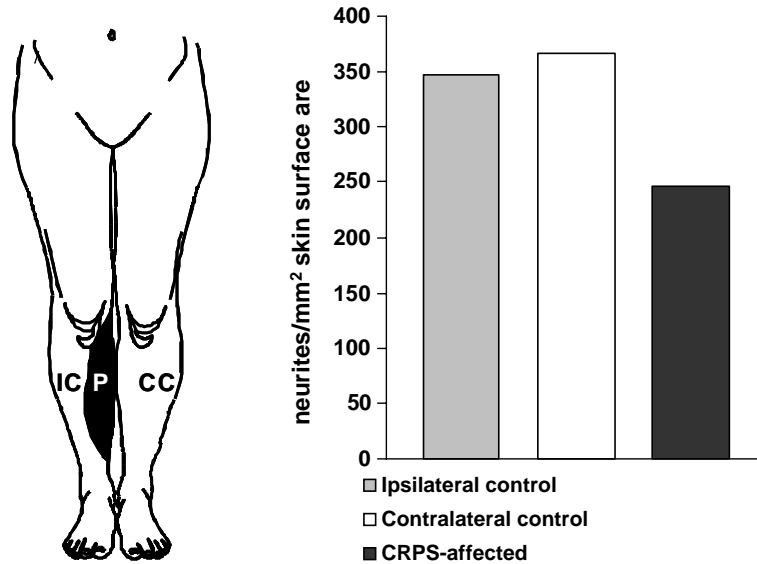 IC P CC
neurites/mm² skin surface are
400
350
300
250
200
150
100
50
0
Ipsilateral control
Contralateral control
CRPS-affected